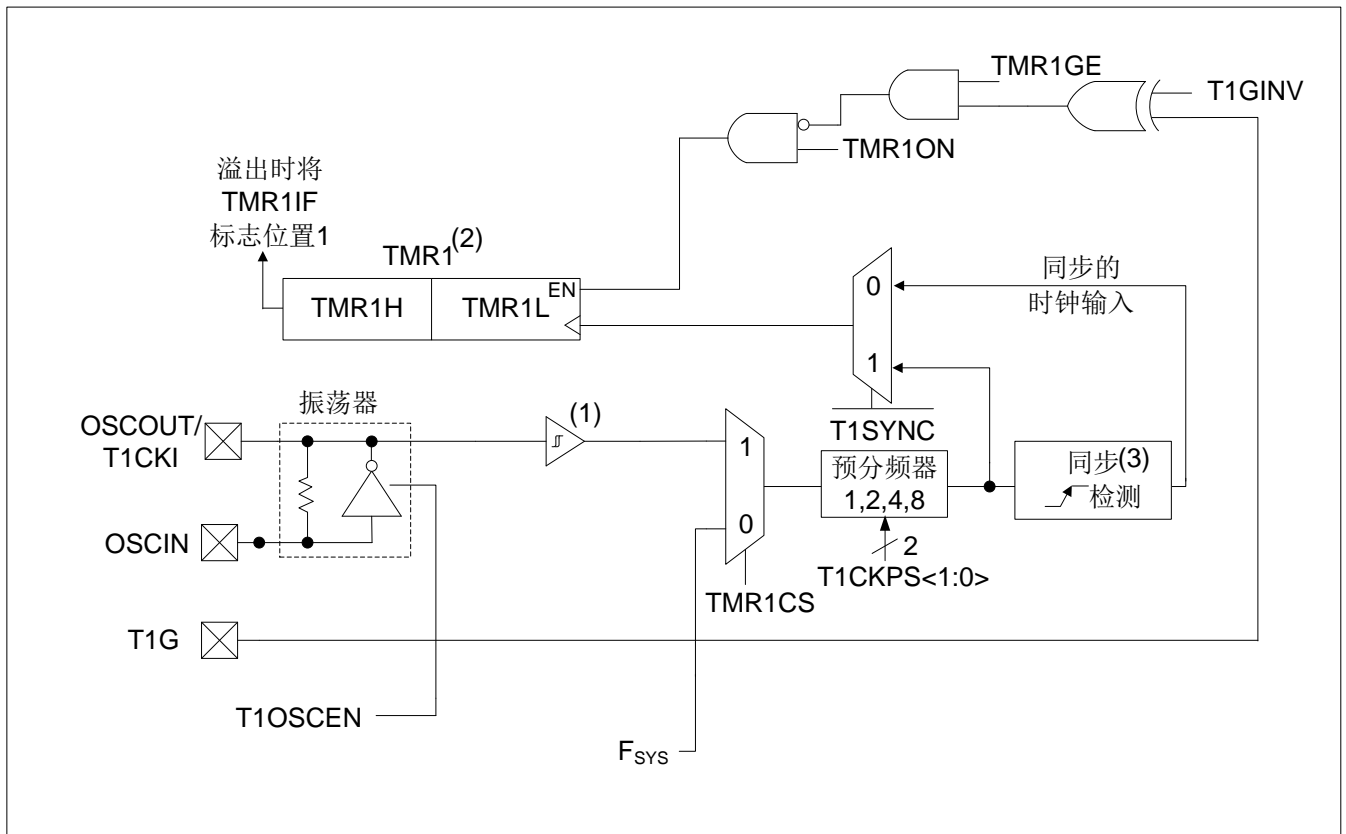 TMR1GE
T1GINV
TMR1ON
溢出时将
TMR1IF
标志位置1
TMR1(2)
TMR1H
TMR1L
EN
0
1
同步的
时钟输入
T1SYNC
振荡器
OSCOUT/
T1CKI
(1)
1
0
预分频器
1,2,4,8
同步(3)
检测
OSCIN
2
T1CKPS<1:0>
TMR1CS
T1G
T1OSCEN
FSYS